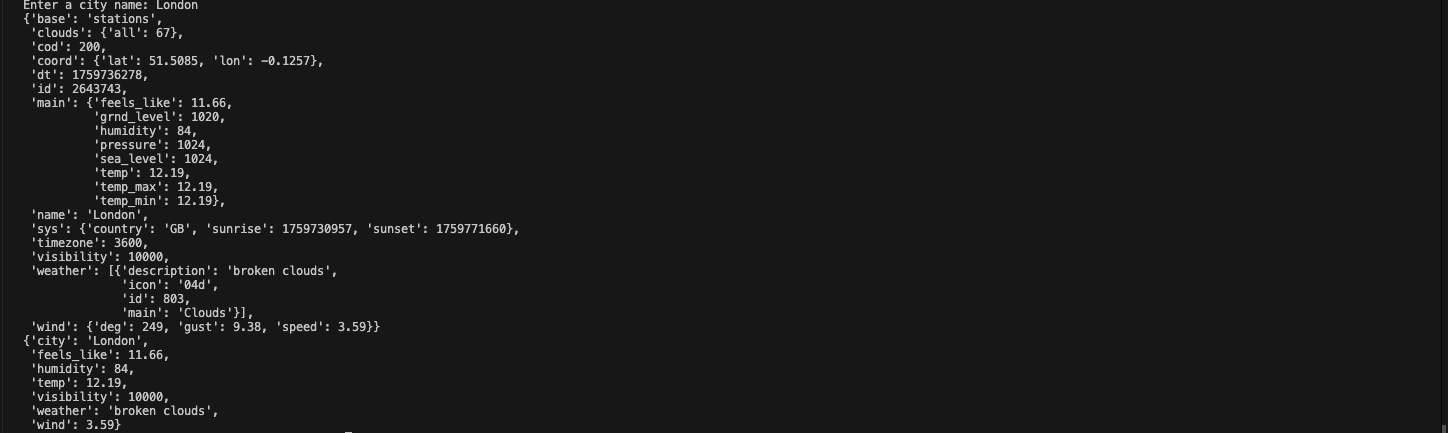 Enter a city name: London
{'base': 'stations',
 'clouds': {'all': 67},
 'cod': 200,
 'coord': {'lat': 51.5085, 'lon': -0.1257},
 'dt': 1759736278,
 'id': 2643743,
 'main': {'feels_like': 11.66,
          'grnd_level': 1020,
          'humidity': 84,
          'pressure': 1024,
          'sea_level': 1024,
          'temp': 12.19,
          'temp_max': 12.19,
          'temp_min': 12.19},
 'name': 'London',
 'sys': {'country': 'GB', 'sunrise': 1759730957, 'sunset': 1759771660},
 'timezone': 3600,
 'visibility': 10000,
 'weather': [{'description': 'broken clouds',
              'icon': '04d',
              'id': 803,
              'main': 'Clouds'}],
 'wind': {'deg': 249, 'gust': 9.38, 'speed': 3.59}}
{'city': 'London',
 'feels_like': 11.66,
 'humidity': 84,
 'temp': 12.19,
 'visibility': 10000,
 'weather': 'broken clouds',
 'wind': 3.59}